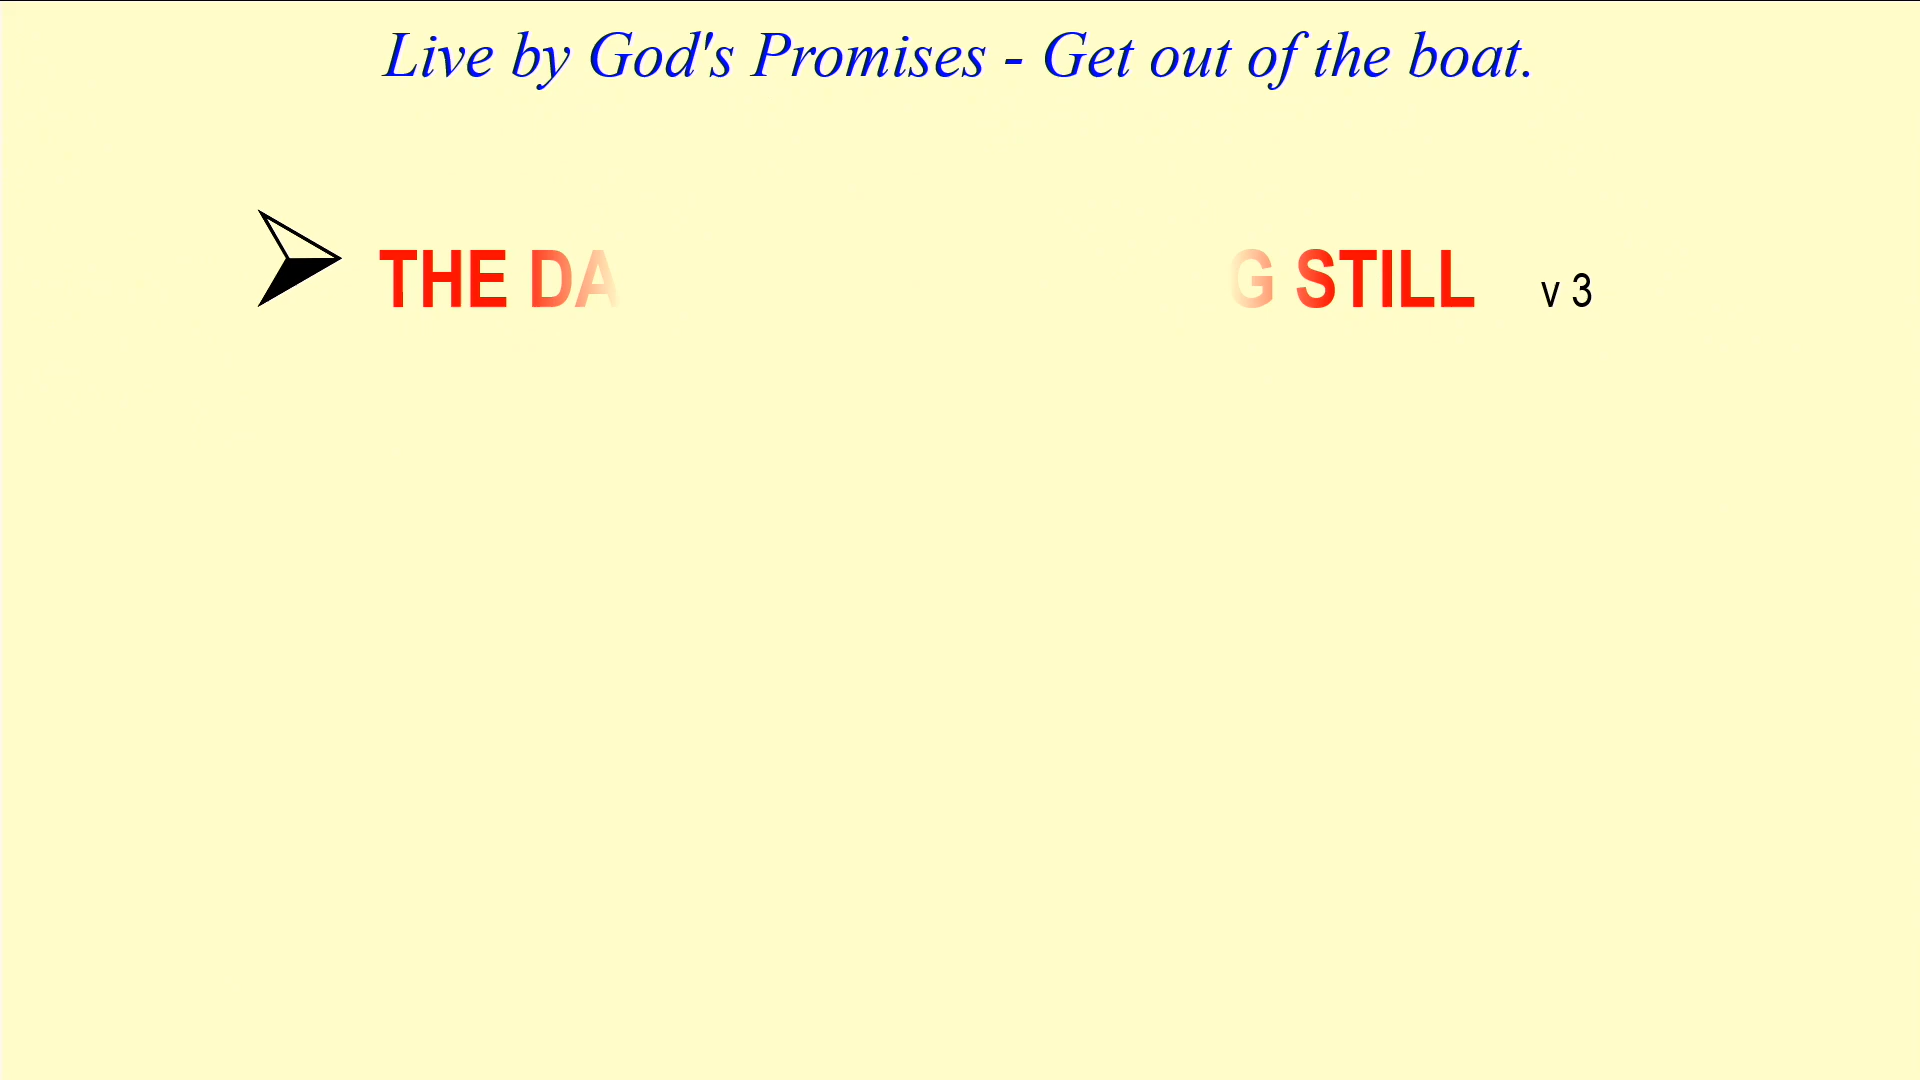 Live by God's Promises - Get out of the boat.
THE DA G STILL v 3